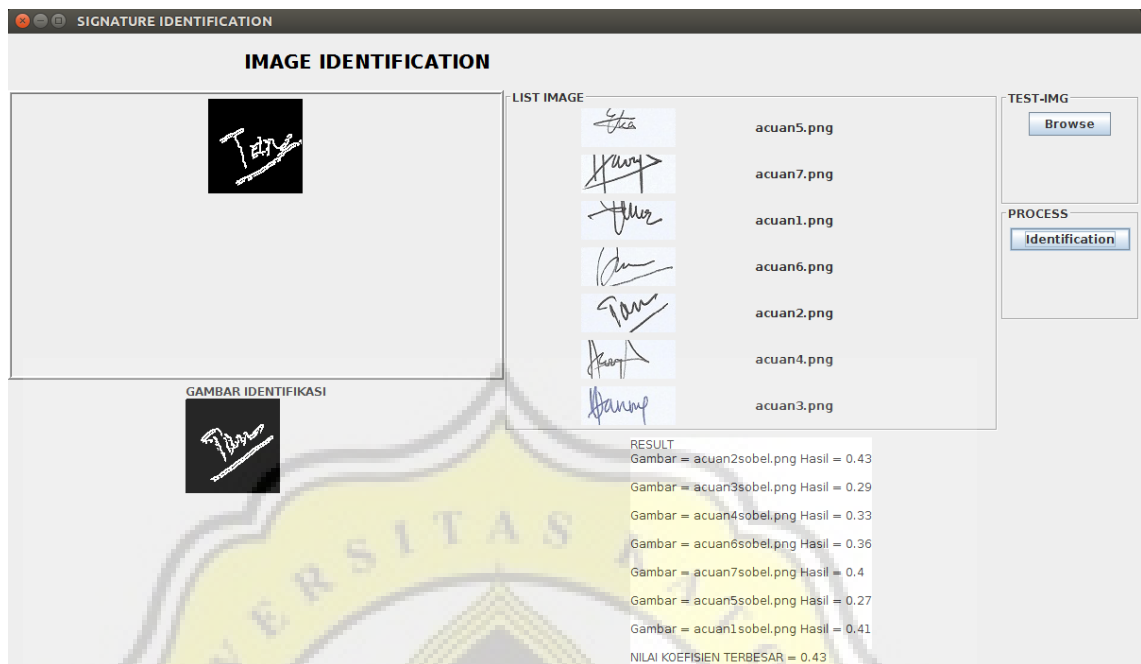 SIGNATURE IDENTIFICATION
IMAGE IDENTIFICATION
LIST IMAGE
acuan5.png
acuan7.png
acuan1.png
acuan6.png
acuan2.png
acuan4.png
acuan3.png
TEST-IMG
Browse
PROCESS
Identification
GAMBAR IDENTIFIKASI
RESULT
Gambar = acuan2sobel.png Hasil = 0.43
Gambar = acuan3sobel.png Hasil = 0.29
Gambar = acuan4sobel.png Hasil = 0.33
Gambar = acuan6sobel.png Hasil = 0.36
Gambar = acuan7sobel.png Hasil = 0.4
Gambar = acuan5sobel.png Hasil = 0.27
Gambar = acuan1sobel.png Hasil = 0.41
NILAI KOEFISIEN TERBESAR = 0.43